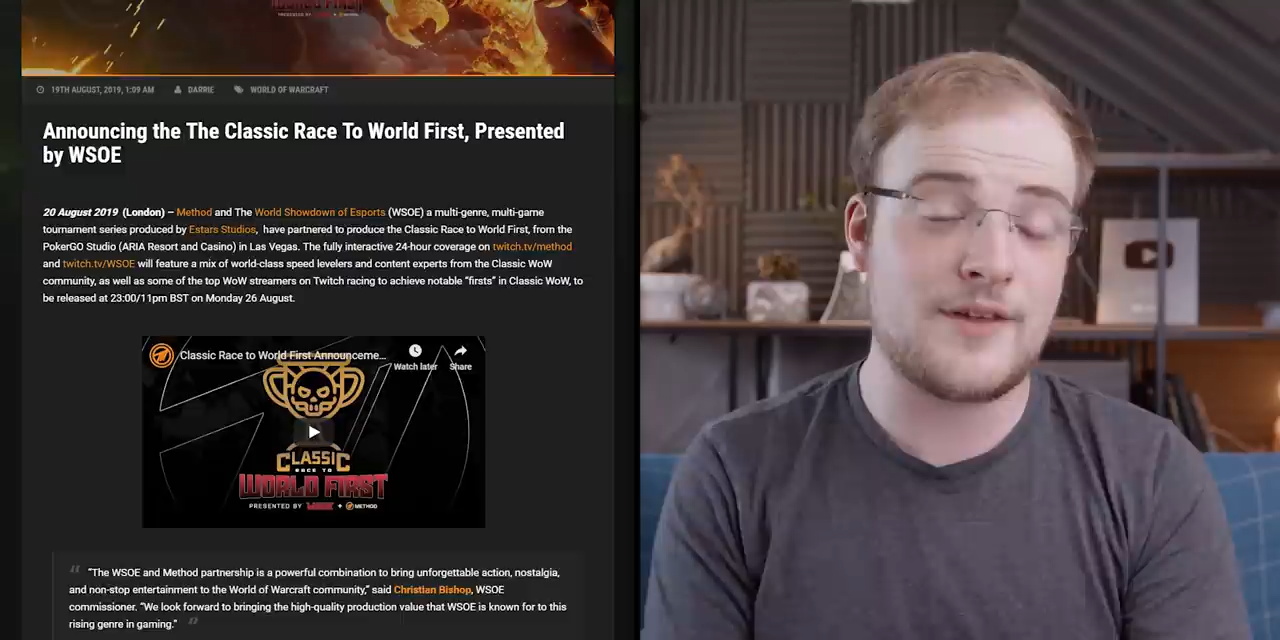 WORLD FIRST
PRESENTED BY
19TH AUGUST, 2019, 1:09 AM
DARRIE
WORLD OF WARCRAFT
Announcing the The Classic Race To World First, Presented
by WSOE
20 August 2019 (London) – Method and The World Showdown of Esports (WSOE) a multi-genre, multi-game
tournament series produced by Estars Studios, have partnered to produce the Classic Race to World First, from the
PokerGO Studio (ARIA Resort and Casino) in Las Vegas. The fully interactive 24-hour coverage on twitch.tv/method
and twitch.tv/WSOE will feature a mix of world-class speed levelers and content experts from the Classic WoW
community, as well as some of the top WoW streamers on Twitch racing to achieve notable “firsts” in Classic WoW, to
be released at 23:00/11pm BST on Monday 26 August.
Classic Race to World First Announceme...
Watch later
Share
CLASSIC
RACE TO
WORLD FIRST
PRESENTED BY WSOE + METHOD
“The WSOE and Method partnership is a powerful combination to bring unforgettable action, nostalgia,
and non-stop entertainment to the World of Warcraft community,” said Christian Bishop, WSOE
commissioner. “We look forward to bringing the high-quality production value that WSOE is known for to this
rising genre in gaming.”